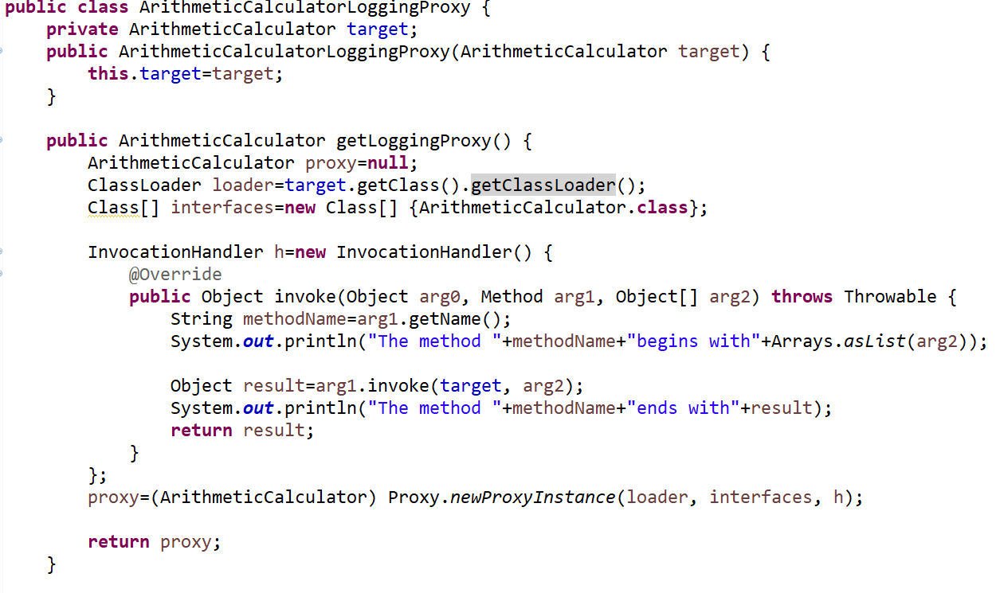 public class ArithmeticCalculatorLoggingProxy {
    private ArithmeticCalculator target;
    public ArithmeticCalculatorLoggingProxy(ArithmeticCalculator target) {
        this.target=target;
    }

    public ArithmeticCalculator getLoggingProxy() {
        ArithmeticCalculator proxy=null;
        ClassLoader loader=target.getClass().getClassLoader();
        Class[] interfaces=new Class[] {ArithmeticCalculator.class};

        InvocationHandler h=new InvocationHandler() {
            @Override
            public Object invoke(Object arg0, Method arg1, Object[] arg2) throws Throwable {
                String methodName=arg1.getName();
                System.out.println("The method "+methodName+"begins with"+Arrays.asList(arg2));

                Object result=arg1.invoke(target, arg2);
                System.out.println("The method "+methodName+"ends with"+result);
                return result;
            }
        };
        proxy=(ArithmeticCalculator) Proxy.newProxyInstance(loader, interfaces, h);

        return proxy;
    }